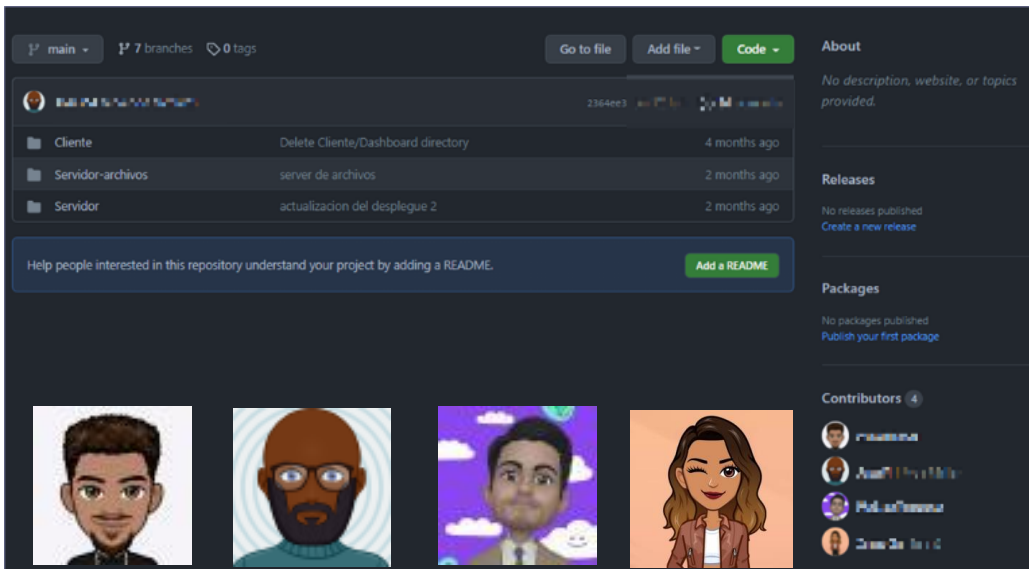 main
7 branches
0 tags
Go to file
Add file
Code
2364ee3
Cliente
Delete Cliente/Dashboard directory
4 months ago
Servidor-archivos
server de archivos
2 months ago
Servidor
actualizacion del desplegue 2
2 months ago
Help people interested in this repository understand your project by adding a README.
Add a README
About
No description, website, or topics
provided.
Releases
No releases published
Create a new release
Packages
No packages published
Publish your first package
Contributors 4